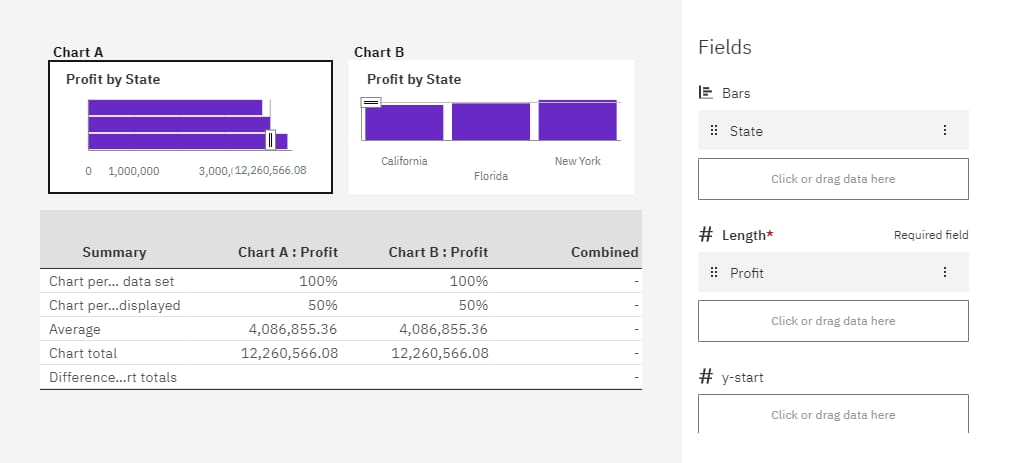 Chart A
Profit by State
0 1,000,000 3,000,( 12,260,566.08
Chart B
Profit by State
California
Florida
New York
Summary Chart A : Profit Chart B : Profit Combined
Chart per... data set 100% 100% -
Chart per...displayed 50% 50% -
Average 4,086,855.36 4,086,855.36 -
Chart total 12,260,566.08 12,260,566.08 -
Difference...rt totals -
Fields
Bars
State
Click or drag data here
# Length* Required field
Profit
Click or drag data here
# y-start
Click or drag data here